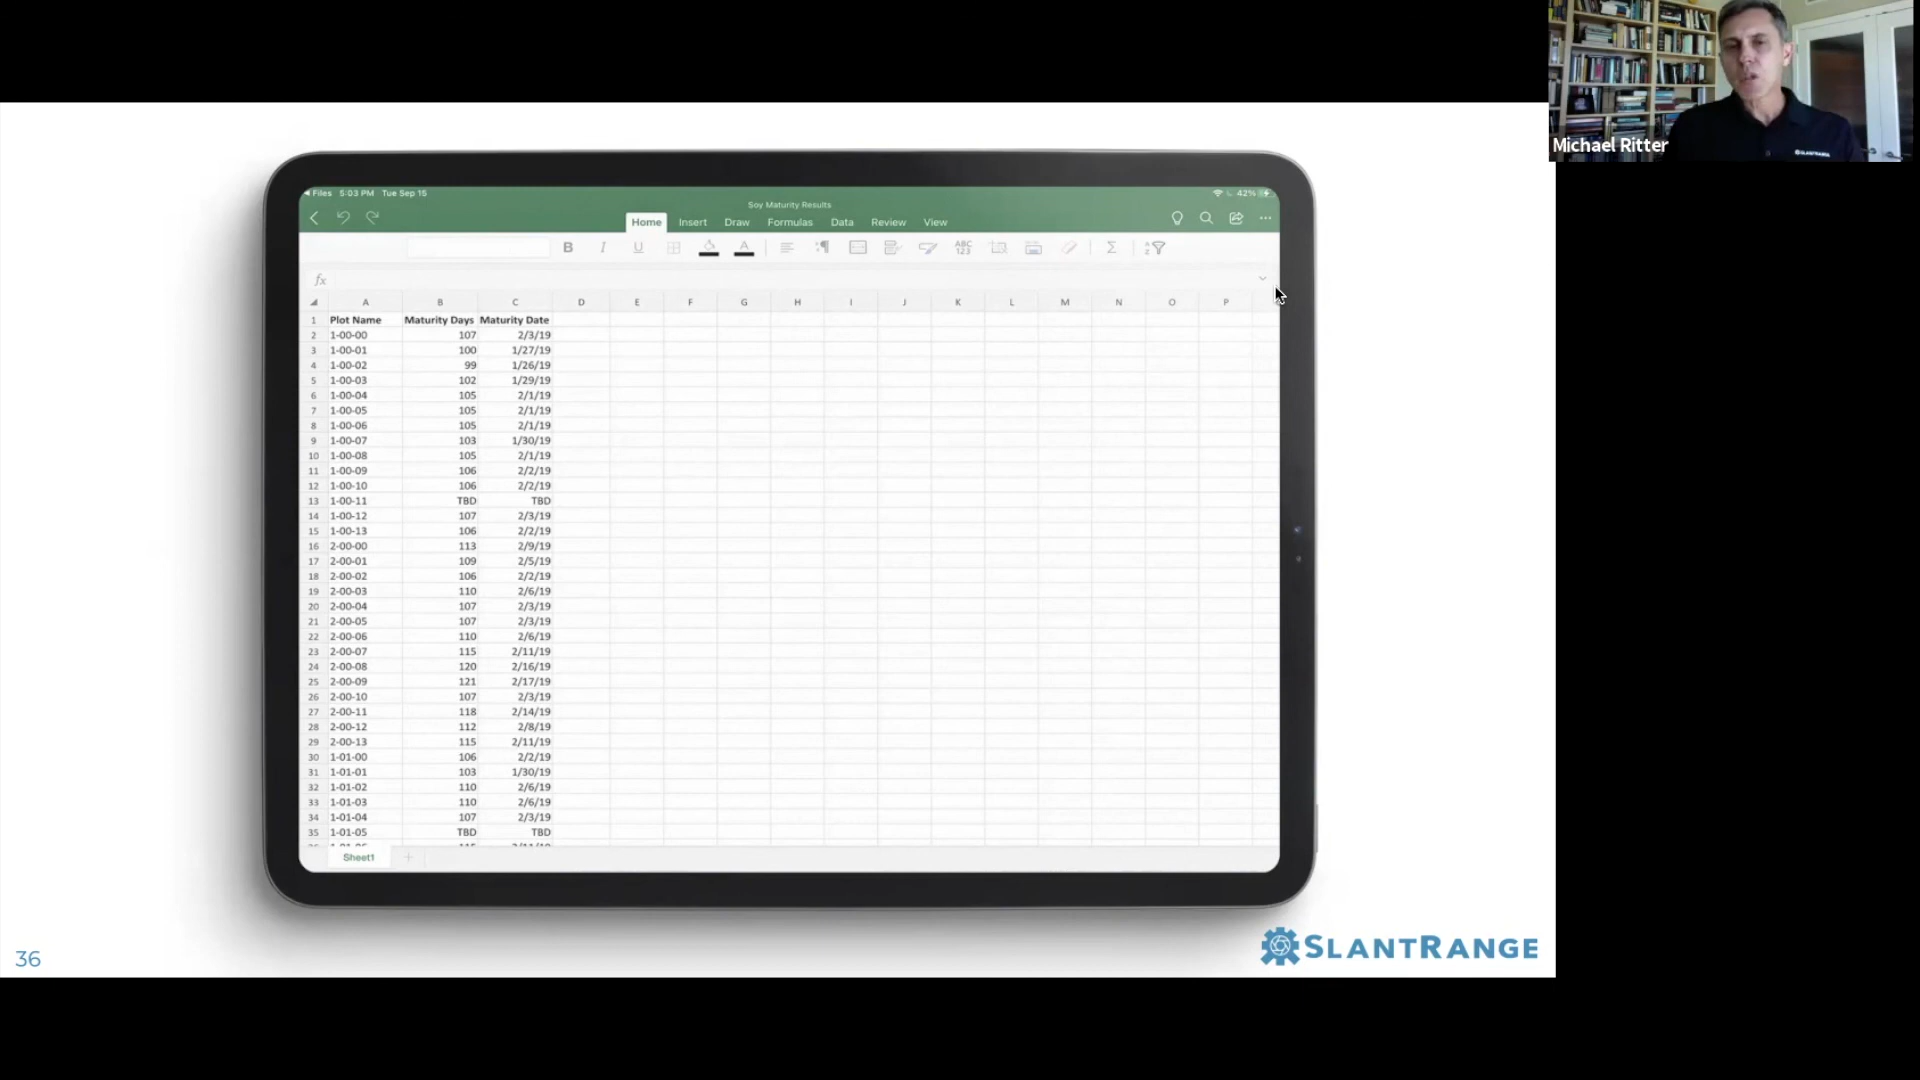 Michael Ritter
SLANTRANGE
Files 5:03 PM Tue Sep 15
42%
Soy Maturity Results
Home Insert Draw Formulas Data Review View
B I U A ABC 123
fx
A B C D E F G H I J K L M N O P
1 Plot Name Maturity Days Maturity Date
2 1-00-00 107 2/3/19
3 1-00-01 100 1/27/19
4 1-00-02 99 1/26/19
5 1-00-03 102 1/29/19
6 1-00-04 105 2/1/19
7 1-00-05 105 2/1/19
8 1-00-06 105 2/1/19
9 1-00-07 103 1/30/19
10 1-00-08 105 2/1/19
11 1-00-09 106 2/2/19
12 1-00-10 106 2/2/19
13 1-00-11 TBD TBD
14 1-00-12 107 2/3/19
15 1-00-13 106 2/2/19
16 2-00-00 113 2/9/19
17 2-00-01 109 2/5/19
18 2-00-02 106 2/2/19
19 2-00-03 110 2/6/19
20 2-00-04 107 2/3/19
21 2-00-05 107 2/3/19
22 2-00-06 110 2/6/19
23 2-00-07 115 2/11/19
24 2-00-08 120 2/16/19
25 2-00-09 121 2/17/19
26 2-00-10 107 2/3/19
27 2-00-11 118 2/14/19
28 2-00-12 112 2/8/19
29 2-00-13 115 2/11/19
30 1-01-00 106 2/2/19
31 1-01-01 103 1/30/19
32 1-01-02 110 2/6/19
33 1-01-03 110 2/6/19
34 1-01-04 107 2/3/19
35 1-01-05 TBD TBD
Sheet1
36
SLANTRANGE